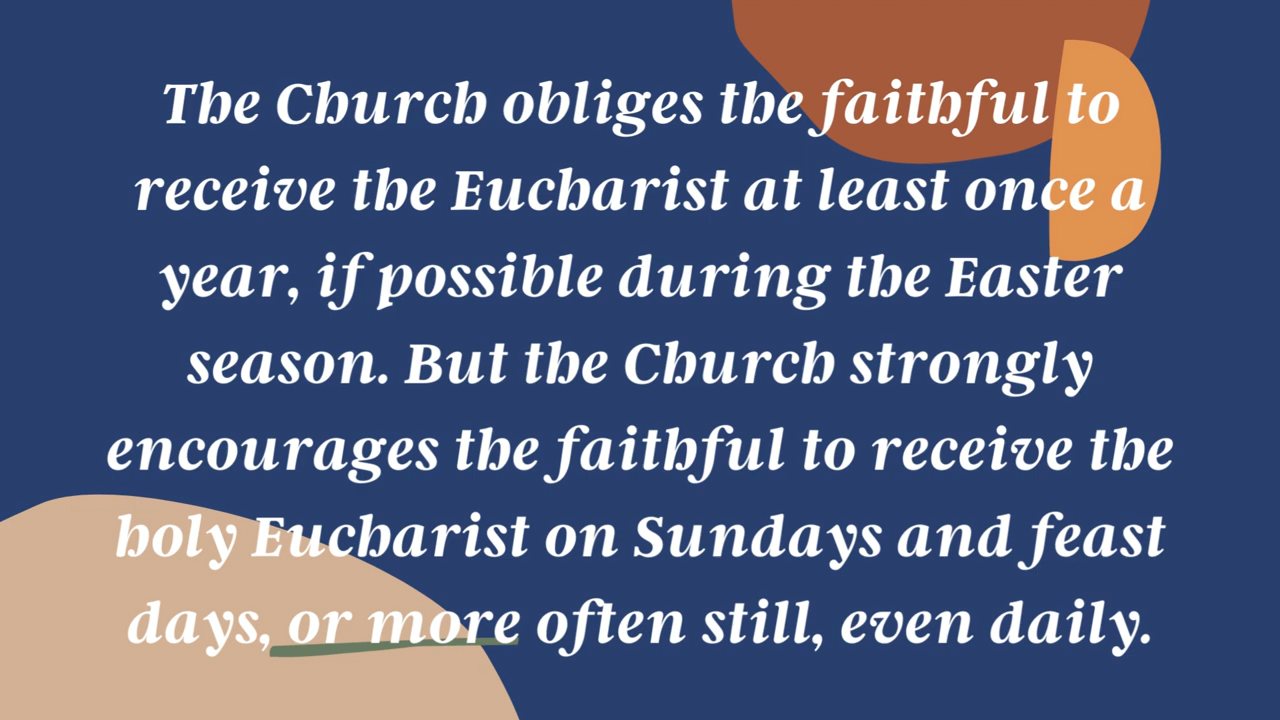 The Church obliges the faithful to
receive the Eucharist at least once a
year, if possible during the Easter
season. But the Church strongly
encourages the faithful to receive the
holy Eucharist on Sundays and feast
days, or more often still, even daily.